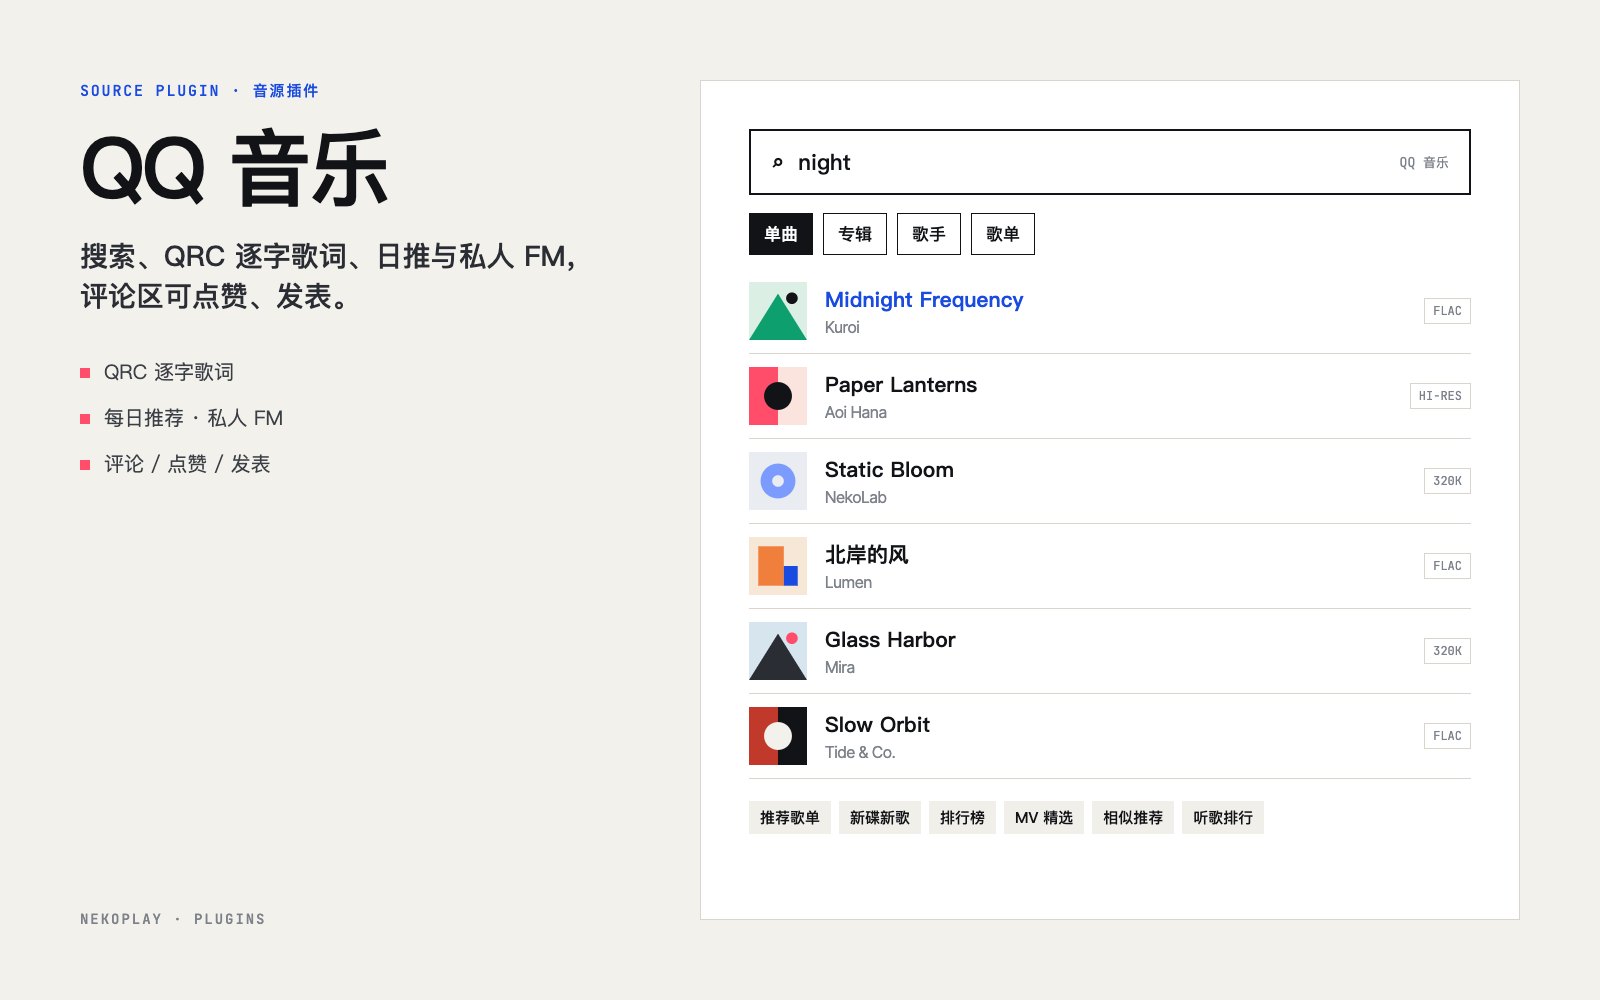 SOURCE PLUGIN · 音源插件
QQ 音乐
搜索、QRC 逐字歌词、日推与私人 FM,
评论区可点赞、发表。
QRC 逐字歌词
每日推荐 · 私人 FM
评论 / 点赞 / 发表
NEKOPLAY · PLUGINS
night
QQ 音乐
单曲
专辑
歌手
歌单
Midnight Frequency
Kuroi
FLAC
Paper Lanterns
Aoi Hana
HI-RES
Static Bloom
NekoLab
320K
北岸的风
Lumen
FLAC
Glass Harbor
Mira
320K
Slow Orbit
Tide & Co.
FLAC
推荐歌单
新碟新歌
排行榜
MV 精选
相似推荐
听歌排行